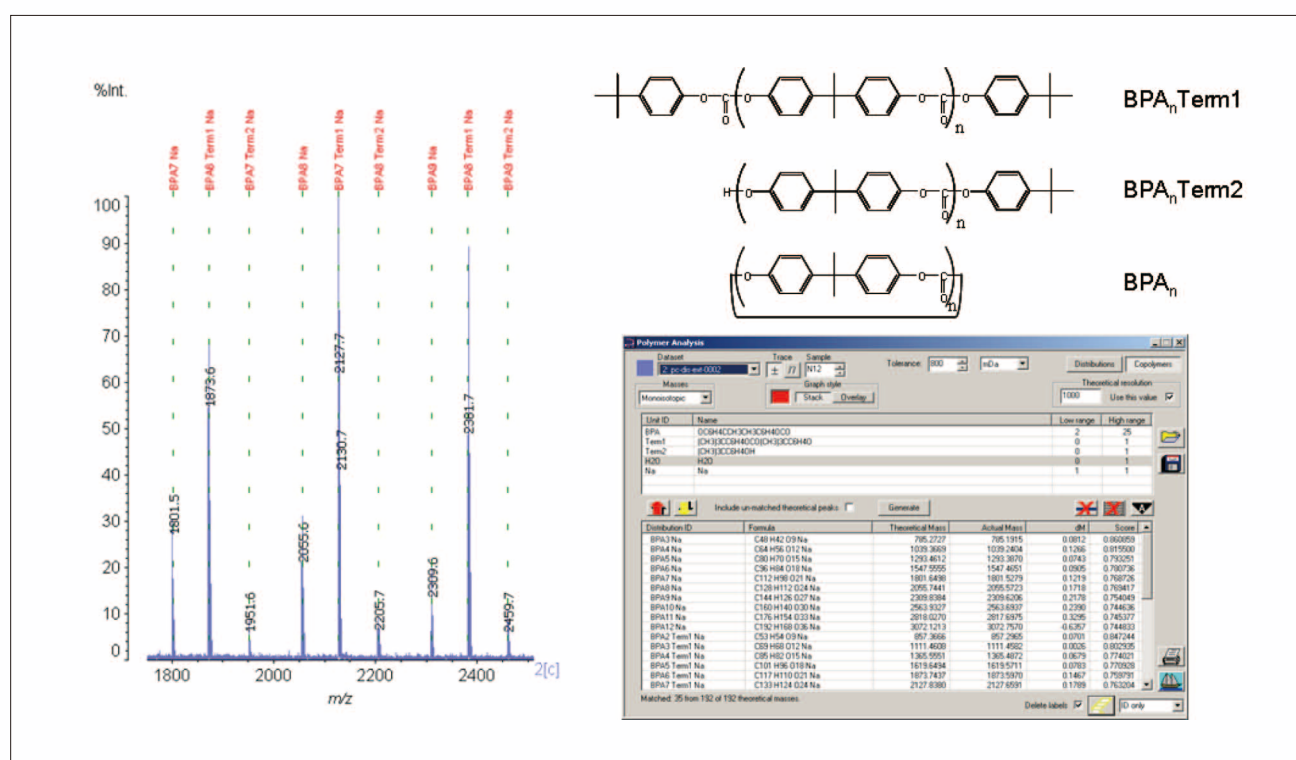 %Int.
BPA7 Na
BPA6 Term1 Na
BPA7 Term2 Na
BPA8 Na
BPA7 Term1 Na
BPA8 Term2 Na
BPA9 Na
BPA8 Term1 Na
BPA9 Term2 Na
100
90
80
70
60
50
40
30
20
10
0
1801.5
1873.6
1951.6
2055.6
2127.7
2130.7
2205.7
2309.6
2381.7
2459.7
1800
2000
2200
2400
2[c]
m/z
O C O O O C O n
BPAnTerm1
H O O C O O n
BPAnTerm2
O O C O n
BPAn
Polymer Analysis
Dataset Trace Sample
2: pc-dis-ext-0002 ± N12 Tolerance: 800 mDa Distributions Copolymers
Masses Graph style Theoretical resolution
Monoisotopic Stack Overlay 1000 Use this value
Unit ID Name Low range High range
BPA OC6H4CCH3CH3C6H4OCO 2 25
Term1 (CH3)3CC6H4OCO(CH3)3CC6H4O 0 1
Term2 (CH3)3CC6H4OH 0 1
H2O H2O 0 1
Na Na 1 1
Include un-matched theoretical peaks Generate
Distribution ID Formula Theoretical Mass Actual Mass dM Score
BPA3 Na C48 H42 O9 Na 785.2727 785.1915 0.0812 0.860859
BPA4 Na C64 H56 O12 Na 1039.3669 1039.2404 0.1266 0.815500
BPA5 Na C80 H70 O15 Na 1293.4612 1293.3870 0.0743 0.793251
BPA6 Na C96 H84 O18 Na 1547.5555 1547.4651 0.0905 0.780736
BPA7 Na C112 H98 O21 Na 1801.6498 1801.5279 0.1219 0.768726
BPA8 Na C128 H112 O24 Na 2055.7441 2055.5723 0.1718 0.769417
BPA9 Na C144 H126 O27 Na 2309.8384 2309.6206 0.2178 0.754049
BPA10 Na C160 H140 O30 Na 2563.9327 2563.6937 0.2390 0.744636
BPA11 Na C176 H154 O33 Na 2818.0270 2817.6975 0.3295 0.745377
BPA12 Na C192 H168 O36 Na 3072.1213 3072.7570 -0.6357 0.744833
BPA2 Term1 Na C53 H54 O9 Na 857.3666 857.2965 0.0701 0.847244
BPA3 Term1 Na C69 H68 O12 Na 1111.4608 1111.4582 0.0026 0.802935
BPA4 Term1 Na C85 H82 O15 Na 1365.5551 1365.4872 0.0679 0.774021
BPA5 Term1 Na C101 H96 O18 Na 1619.6494 1619.5711 0.0783 0.770928
BPA6 Term1 Na C117 H110 O21 Na 1873.7437 1873.5970 0.1467 0.759791
BPA7 Term1 Na C133 H124 O24 Na 2127.8380 2127.6591 0.1789 0.763204
Matched: 35 from 192 of 192 theoretical masses.
Delete labels ID only